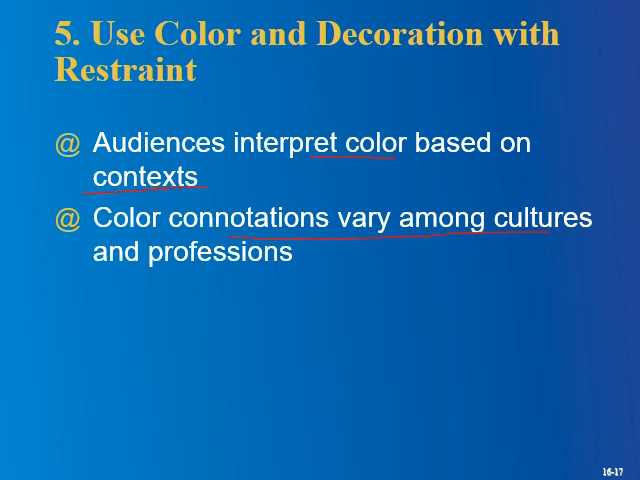 5. Use Color and Decoration with
Restraint
@ Audiences interpret color based on
contexts
@ Color connotations vary among cultures
and professions
16-17